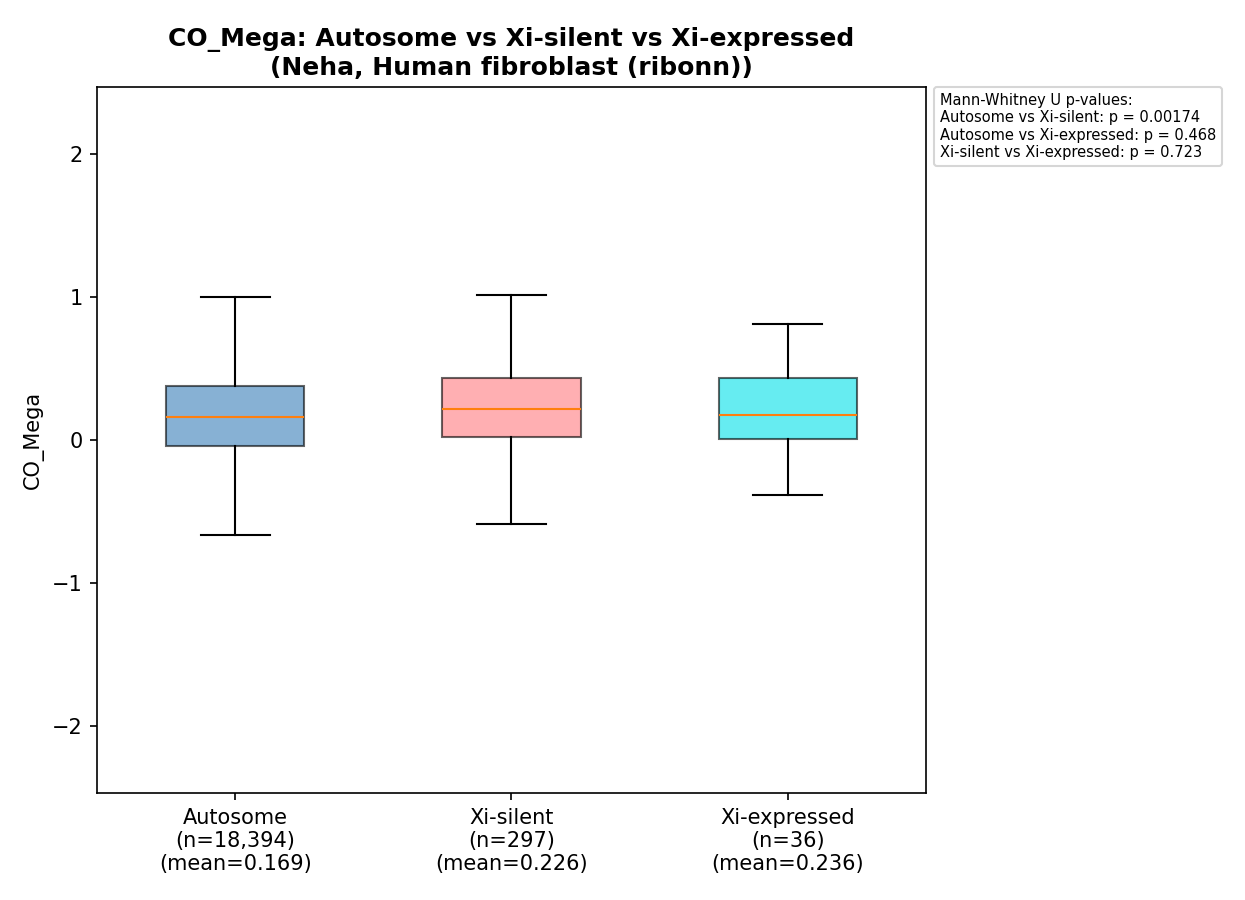 CO_Mega: Autosome vs Xi-silent vs Xi-expressed
(Neha, Human fibroblast (ribonn))
Mann-Whitney U p-values:
Autosome vs Xi-silent: p = 0.00174
Autosome vs Xi-expressed: p = 0.468
Xi-silent vs Xi-expressed: p = 0.723
CO_Mega
2
1
0
−1
−2
Autosome
(n=18,394)
(mean=0.169)
Xi-silent
(n=297)
(mean=0.226)
Xi-expressed
(n=36)
(mean=0.236)